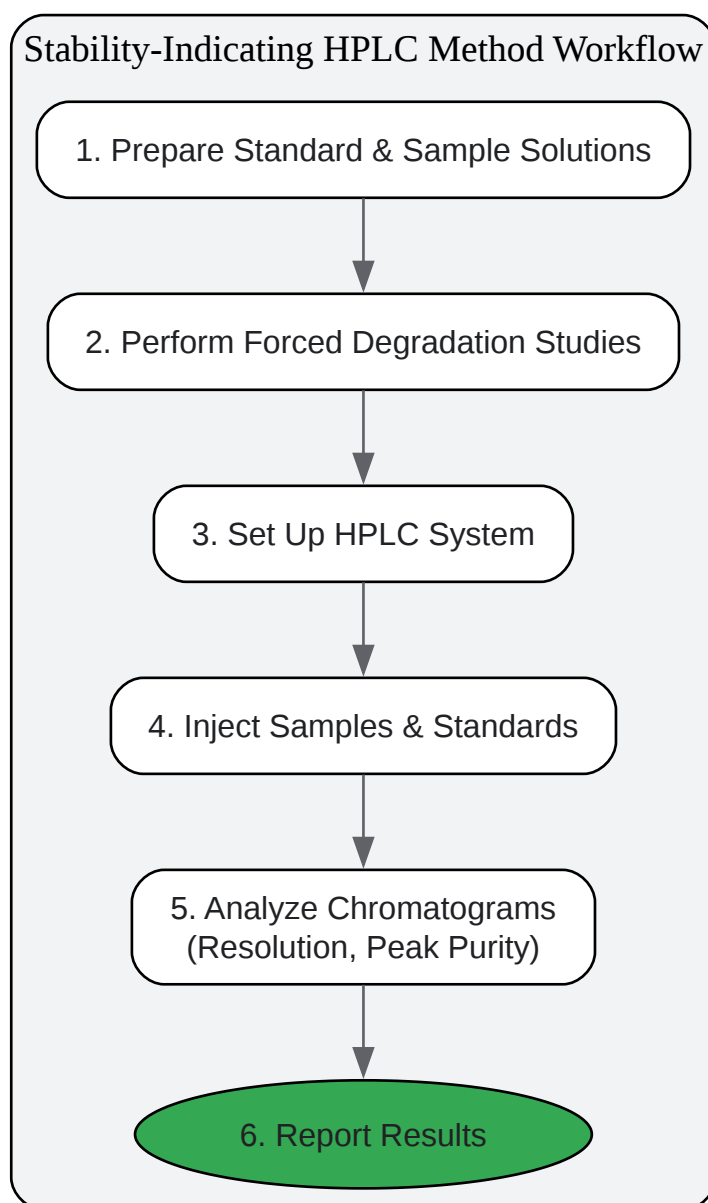 Stability-Indicating HPLC Method Workflow
1. Prepare Standard & Sample Solutions
2. Perform Forced Degradation Studies
3. Set Up HPLC System
4. Inject Samples & Standards
5. Analyze Chromatograms
(Resolution, Peak Purity)
6. Report Results